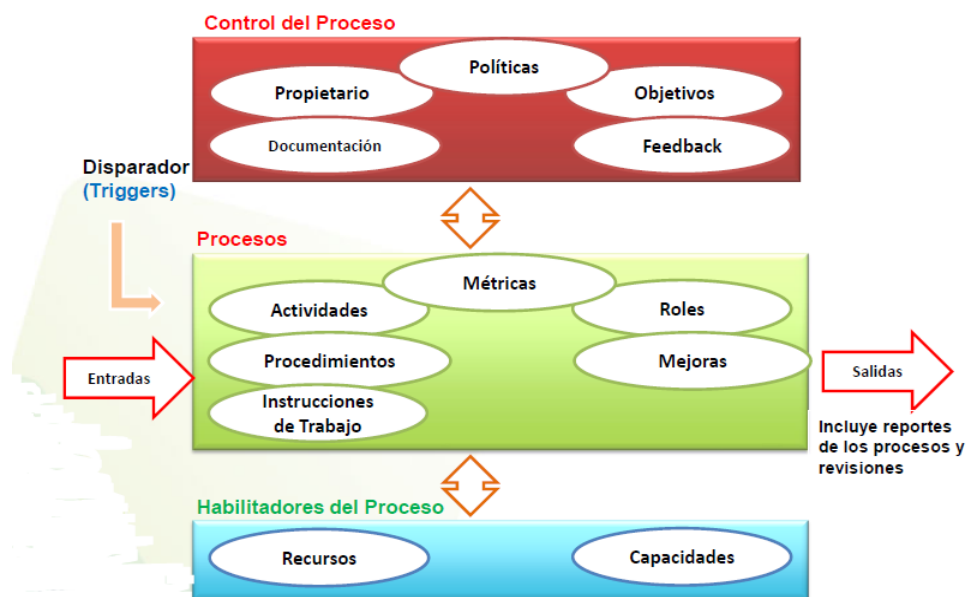 Control del Proceso
Políticas
Propietario
Objetivos
Documentación
Feedback
Disparador
(Triggers)
Procesos
Métricas
Actividades
Roles
Procedimientos
Mejoras
Entradas
Salidas
Instrucciones
de Trabajo
Incluye reportes
de los procesos y
revisiones
Habilitadores del Proceso
Recursos
Capacidades